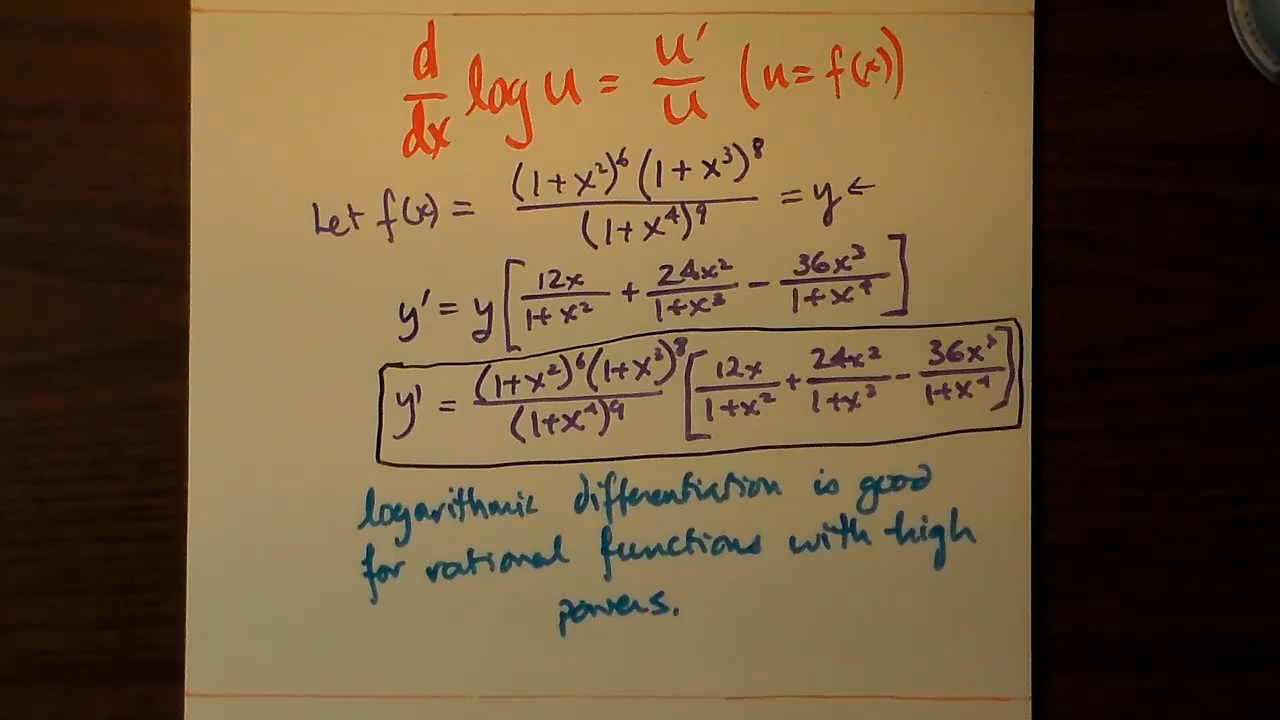 d/dx log u = u'/u (u = f(x))
Let f(x) = (1+x²)⁶(1+x³)⁸ / (1+x⁴)⁹ = y ←
y' = y [12x/1+x² + 24x²/1+x³ − 36x³/1+x⁴]
y' = (1+x²)⁶(1+x³)⁸ / (1+x⁴)⁹ [12x/1+x² + 24x²/1+x³ − 36x³/1+x⁴]
logarithmic differentiation is good
for rational functions with high
powers.